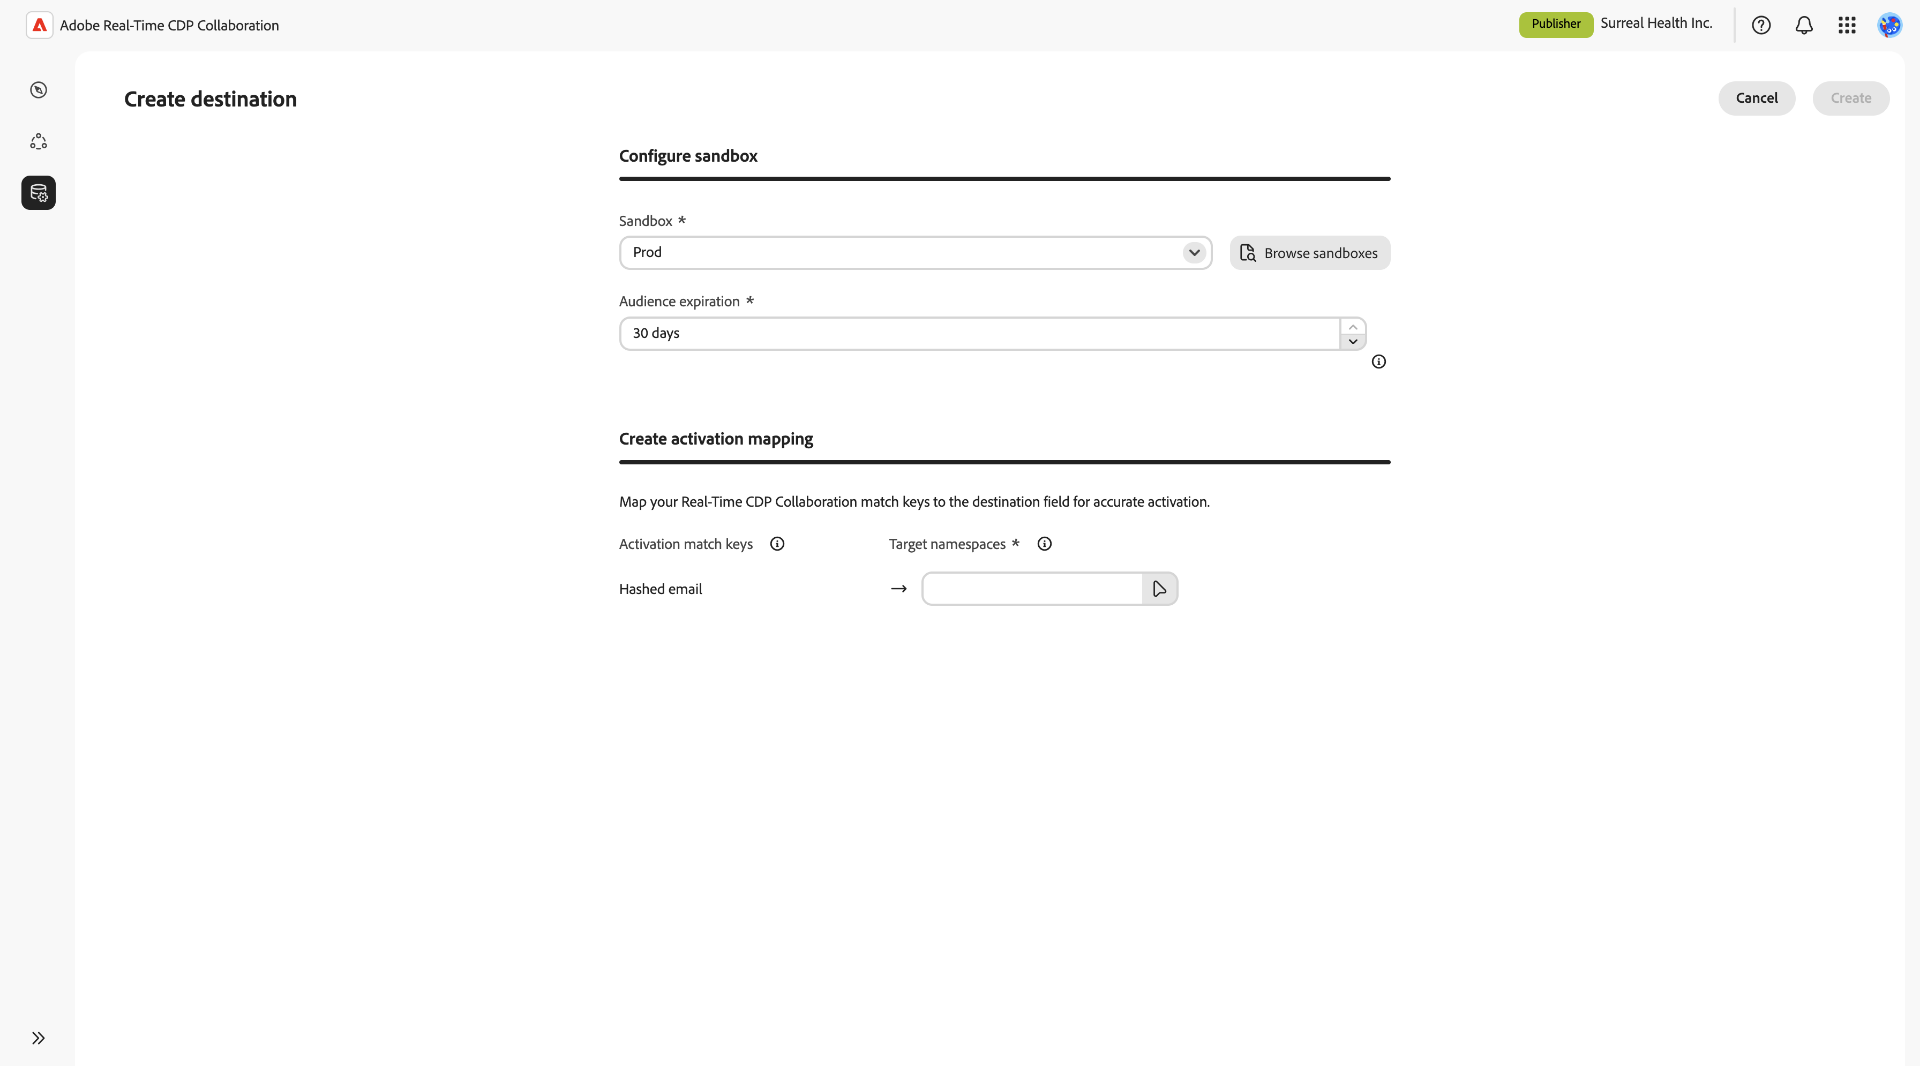 Adobe Real-Time CDP Collaboration
Publisher
Surreal Health Inc.
Create destination
Cancel
Create
Configure sandbox
Sandbox *
Prod
Browse sandboxes
Audience expiration *
30 days
Create activation mapping
Map your Real-Time CDP Collaboration match keys to the destination field for accurate activation.
Activation match keys
Target namespaces *
Hashed email